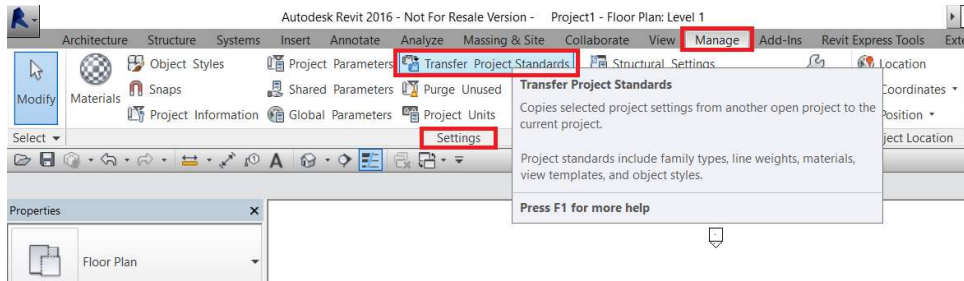 Autodesk Revit 2016 - Not For Resale Version - Project1 - Floor Plan: Level 1
Architecture Structure Systems Insert Annotate Analyze Massing & Site Collaborate View Manage Add-Ins Revit Express Tools Exte
Modify
Materials
Object Styles
Snaps
Project Information
Project Parameters
Shared Parameters
Global Parameters
Transfer Project Standards
Purge Unused
Project Units
Structural Settings
Location
Coordinates
Position
Select
Settings
ject Location
Transfer Project Standards
Copies selected project settings from another open project to the
current project.
Project standards include family types, line weights, materials,
view templates, and object styles.
Press F1 for more help
Properties
Floor Plan